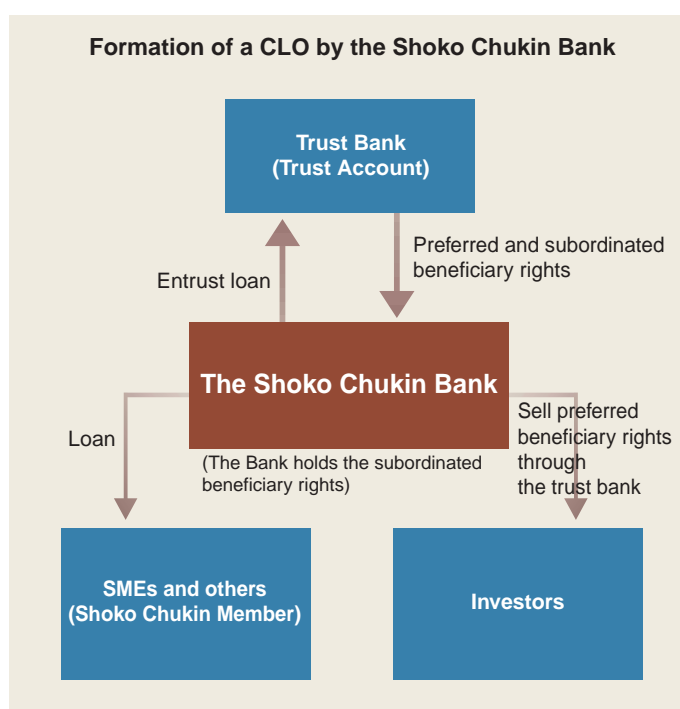 Formation of a CLO by the Shoko Chukin Bank
Trust Bank
(Trust Account)
Entrust loan
Preferred and subordinated
beneficiary rights
The Shoko Chukin Bank
Loan
(The Bank holds the subordinated
beneficiary rights)
Sell preferred
beneficiary rights
through
the trust bank
SMEs and others
(Shoko Chukin Member)
Investors